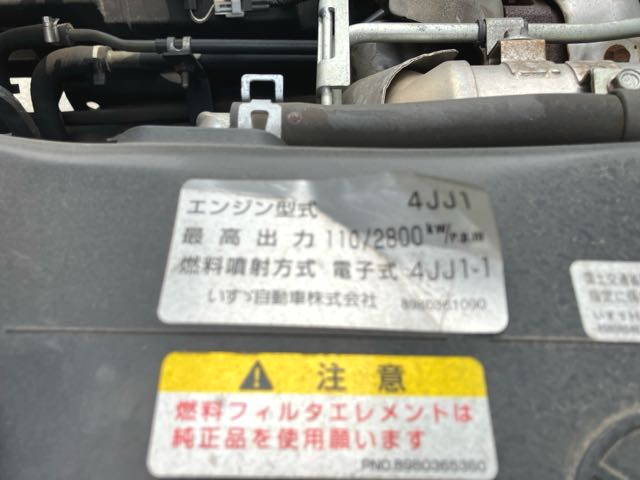 エンジン型式 4JJ1
最高出力 110/2800 kw/r.p.m
燃料噴射方式 電子式 4JJ1-1
いすゞ自動車株式会社 8980361090
注意
燃料フィルタエレメントは
純正品を使用願います
PNO.8980365360